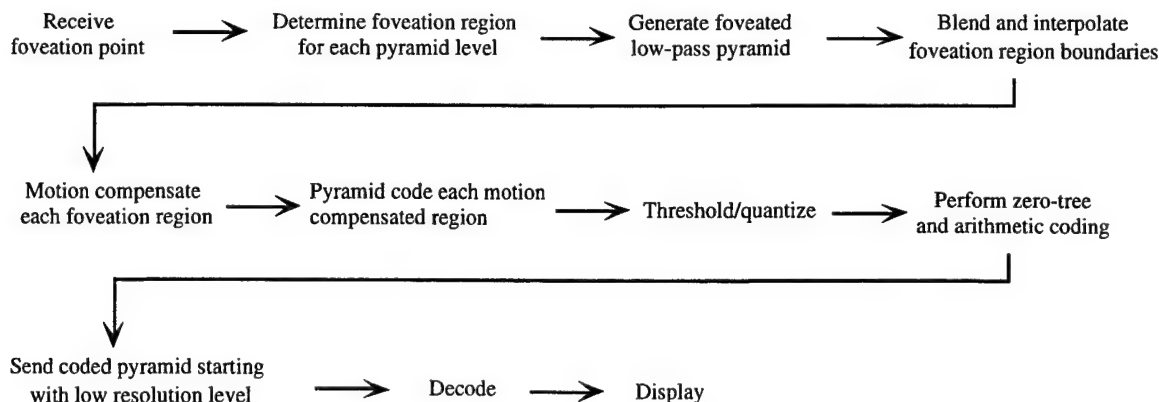 Receive
foveation point
Determine foveation region
for each pyramid level
Generate foveated
low-pass pyramid
Blend and interpolate
foveation region boundaries
Motion compensate
each foveation region
Pyramid code each motion
compensated region
Threshold/quantize
Perform zero-tree
and arithmetic coding
Send coded pyramid starting
with low resolution level
Decode
Display